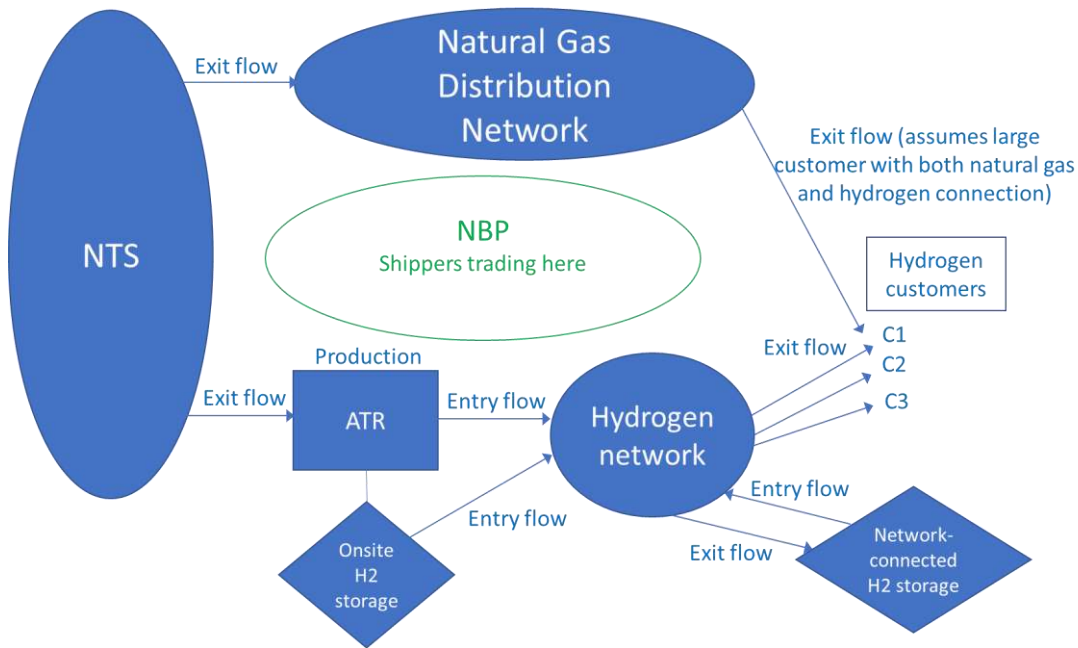 Natural Gas
Distribution
Network
Exit flow
Exit flow (assumes large
customer with both natural gas
and hydrogen connection)
NTS
NBP
Shippers trading here
Hydrogen
customers
C1
C2
C3
Exit flow
Production
Exit flow
ATR
Entry flow
Hydrogen
network
Entry flow
Entry flow
Exit flow
Onsite
H2
storage
Network-
connected
H2 storage